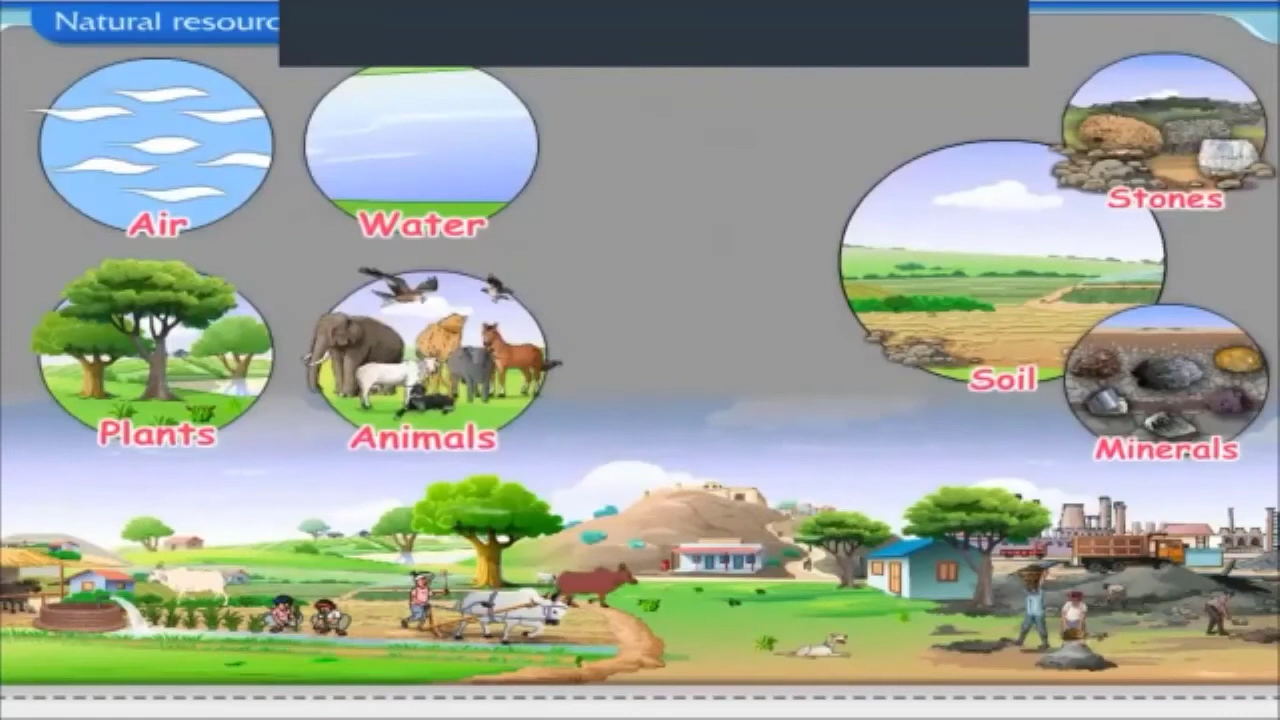 Natural resourc
Air
Water
Stones
Soil
Plants
Animals
Minerals